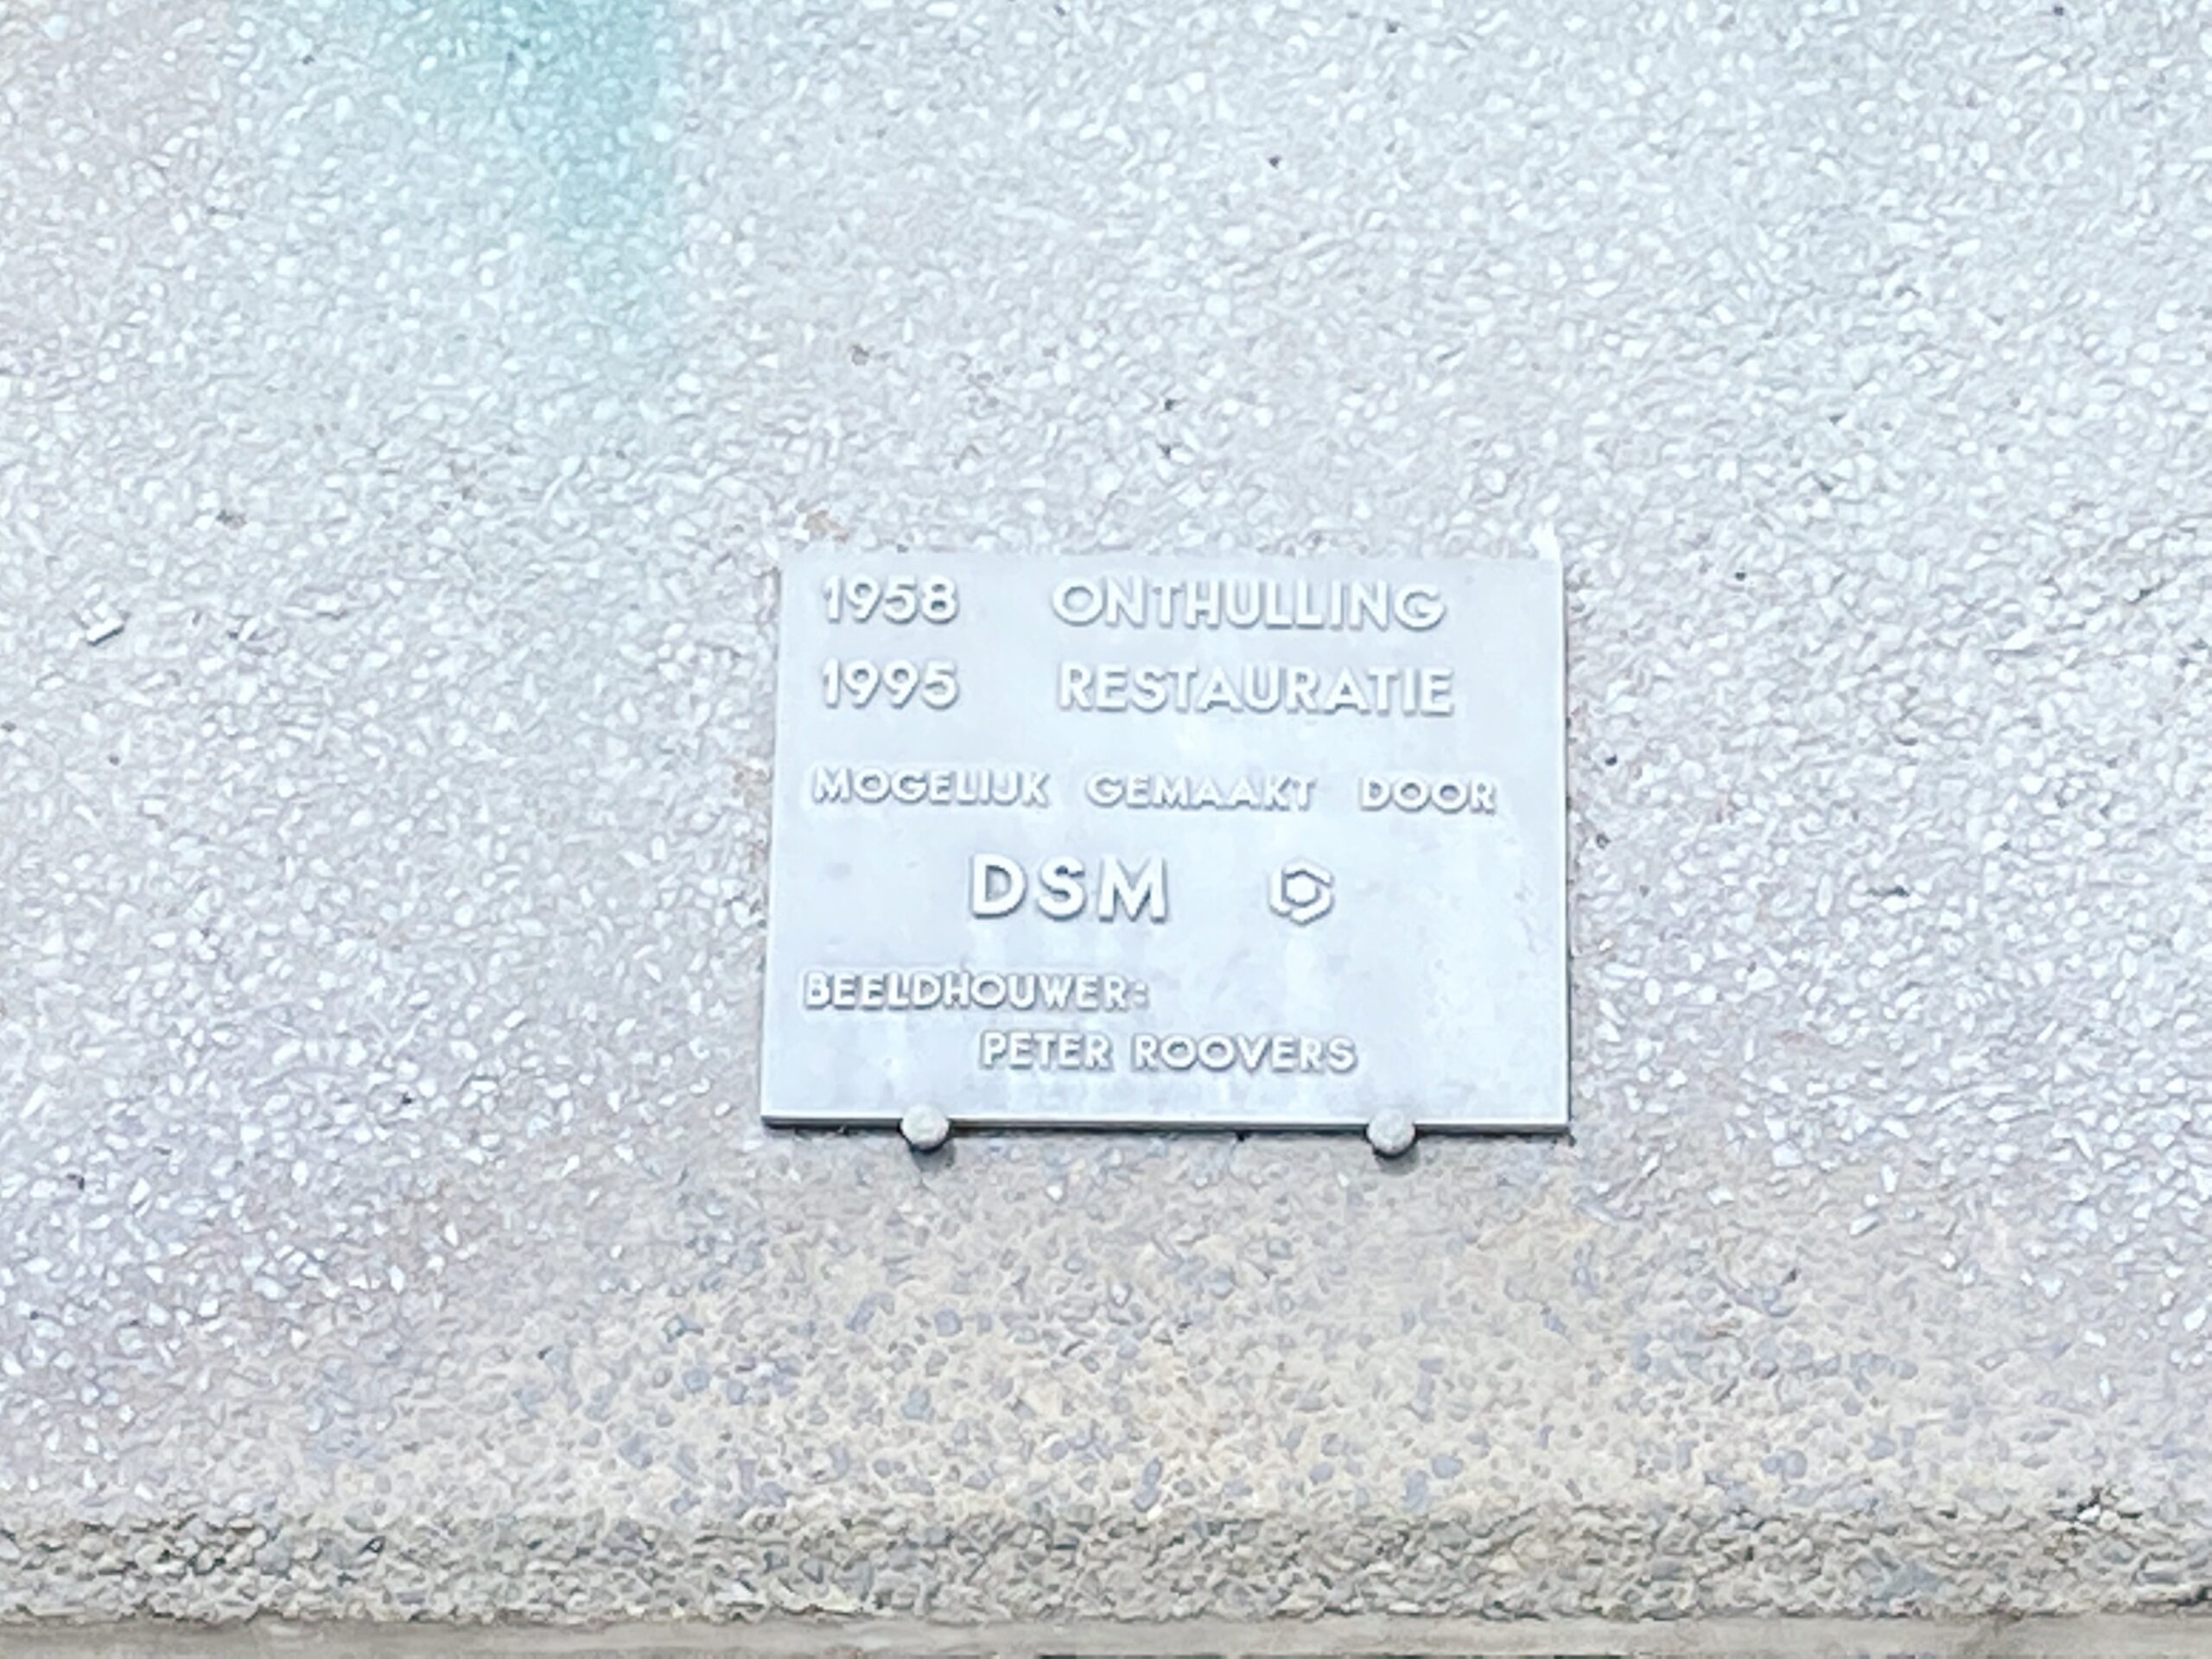 1958 ONTHULLING
1995 RESTAURATIE
MOGELIJK GEMAAKT DOOR
DSM
BEELDHOUWER:
PETER ROOVERS